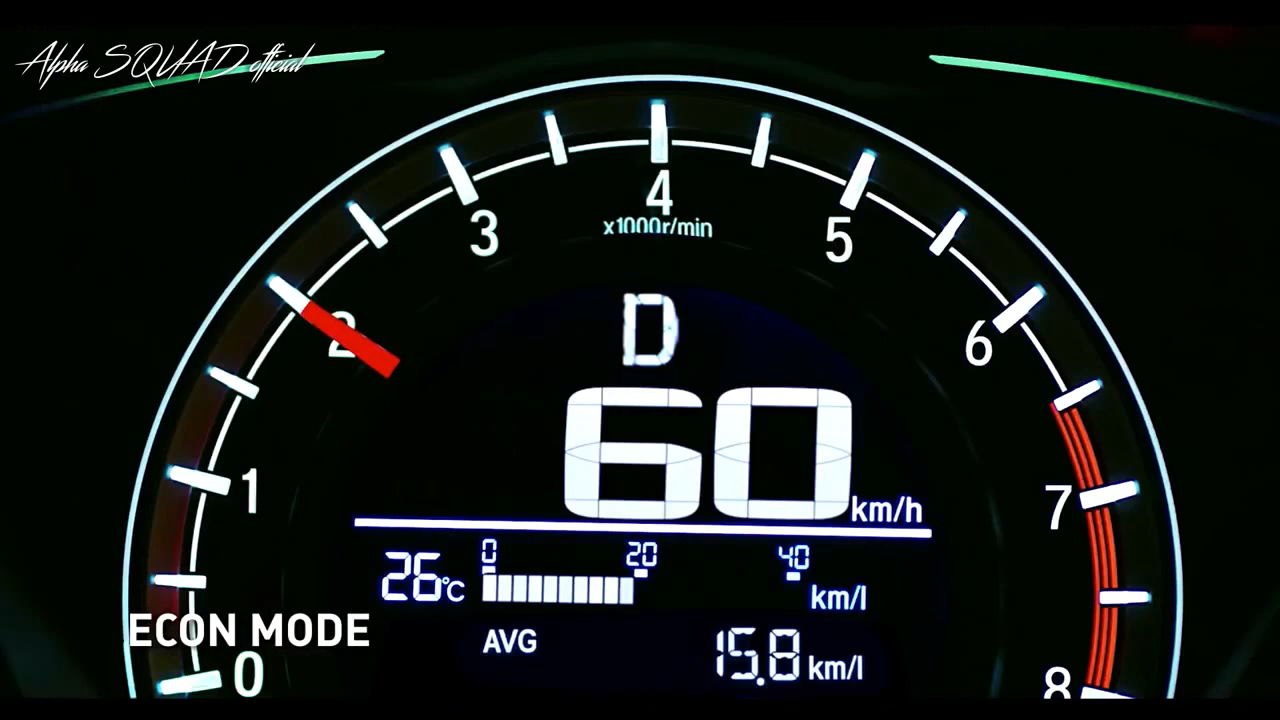 Alpha SQUAD official
4
x1000r/min
3
5
D
2
6
60 km/h
1
7
0 20 40
26°C
km/l
ECON MODE
AVG 15.8 km/l
0
8